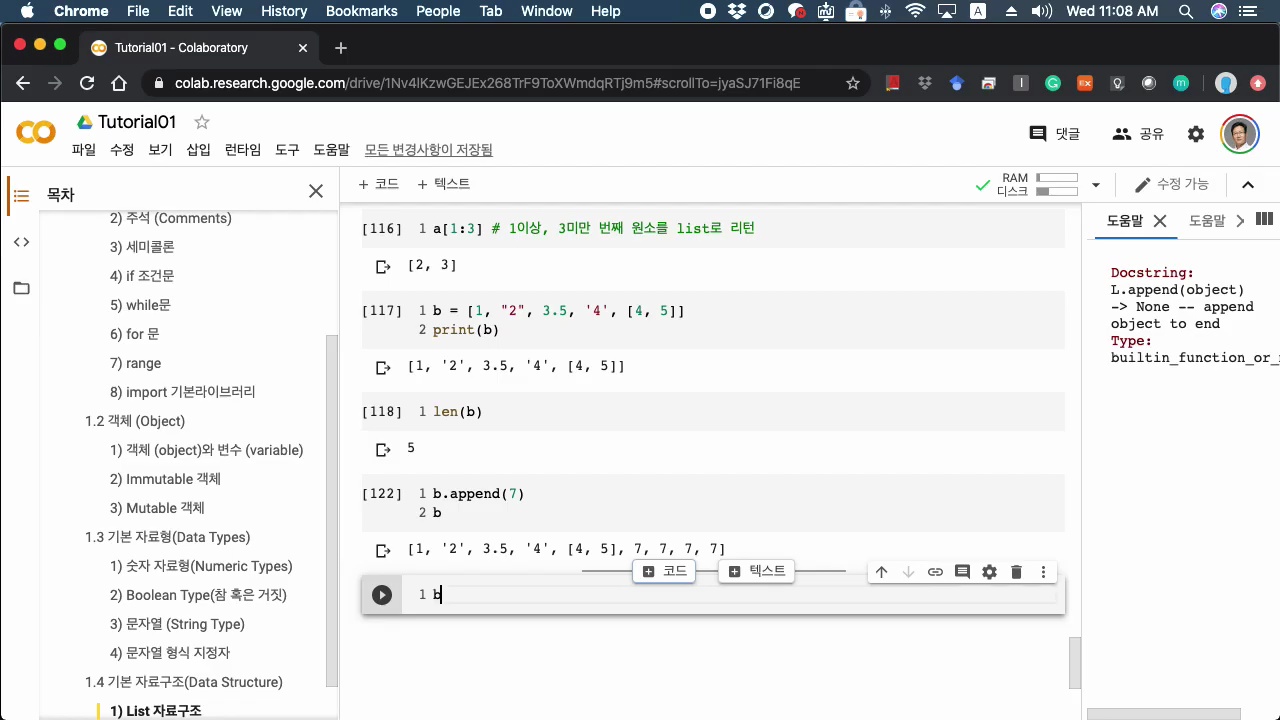 Chrome File Edit View History Bookmarks People Tab Window Help A Wed 11:08 AM
Tutorial01 - Colaboratory
colab.research.google.com/drive/1Nv4IKzwGEJEx268TrF9ToXWmdqRTj9m5#scrollTo=jyaSJ71Fi8qE
Tutorial01
댓글 공유
파일 수정 보기 삽입 런타임 도구 도움말 모든 변경사항이 저장됨
목차
+ 코드 + 텍스트
RAM
디스크
수정 가능
2) 주석 (Comments)
3) 세미콜론
4) if 조건문
5) while문
6) for 문
7) range
8) import 기본라이브러리
1.2 객체 (Object)
1) 객체 (object)와 변수 (variable)
2) Immutable 객체
3) Mutable 객체
1.3 기본 자료형(Data Types)
1) 숫자 자료형(Numeric Types)
2) Boolean Type(참 혹은 거짓)
3) 문자열 (String Type)
4) 문자열 형식 지정자
1.4 기본 자료구조(Data Structure)
1) List 자료구조
[116] 1 a[1:3] # 1이상, 3미만 번째 원소를 list로 리턴
[2, 3]
[117] 1 b = [1, "2", 3.5, '4', [4, 5]]
2 print(b)
[1, '2', 3.5, '4', [4, 5]]
[118] 1 len(b)
5
[122] 1 b.append(7)
2 b
[1, '2', 3.5, '4', [4, 5], 7, 7, 7, 7]
코드 텍스트
1 b
도움말 도움말
Docstring:
L.append(object)
-> None -- append
object to end
Type:
builtin_function_or_